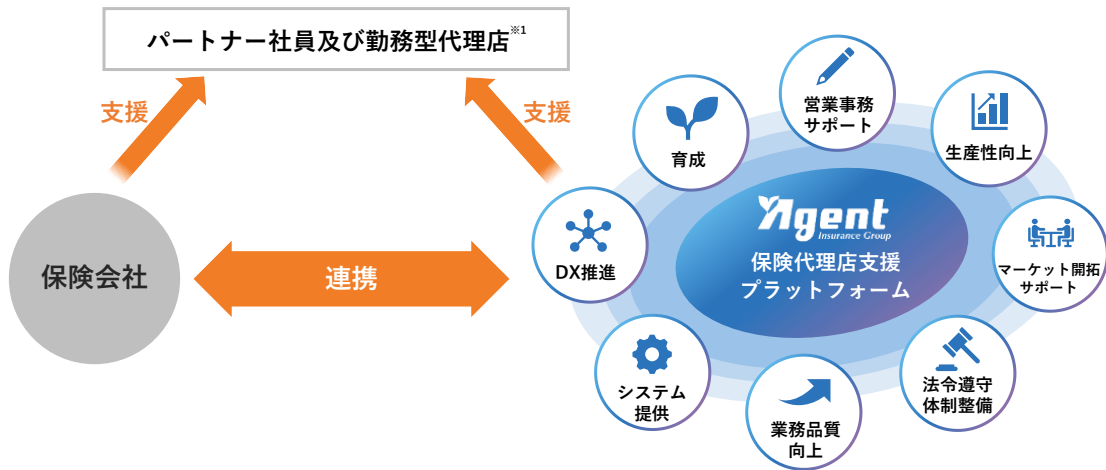 パートナー社員及び勤務型代理店※1
支援
支援
保険会社
連携
Agent
Insurance Group
保険代理店支援
プラットフォーム
営業事務
サポート
生産性向上
マーケット開拓
サポート
法令遵守
体制整備
業務品質
向上
システム
提供
DX推進
育成